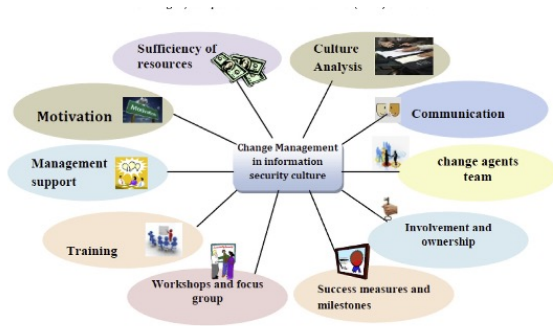 Sufficiency of
resources
Culture
Analysis
Motivation
Communication
Change Management
in information
security culture
Management
support
change agents
team
Training
Involvement and
ownership
Workshops and focus
group
Success measures and
milestones